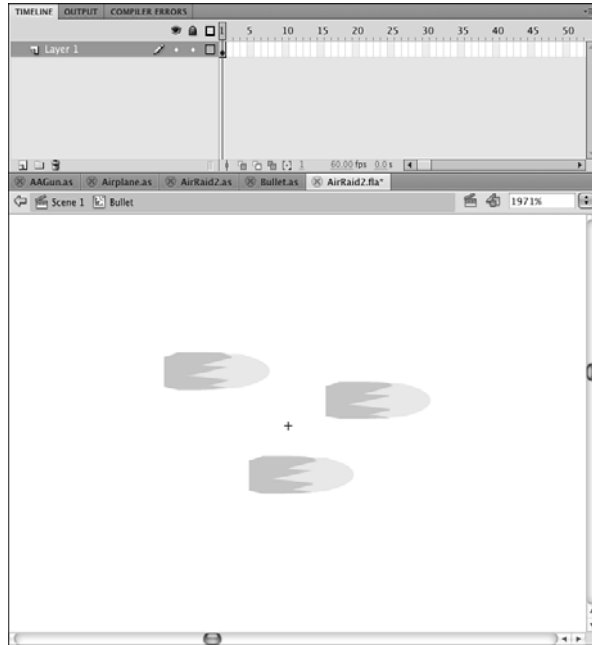 TIMELINE OUTPUT COMPILER ERRORS
1 5 10 15 20 25 30 35 40 45 50
Layer 1
1 60.00 fps 0.0 s
AAGun.as Airplane.as AirRaid2.as Bullet.as AirRaid2.fla*
Scene 1 Bullet 1971%